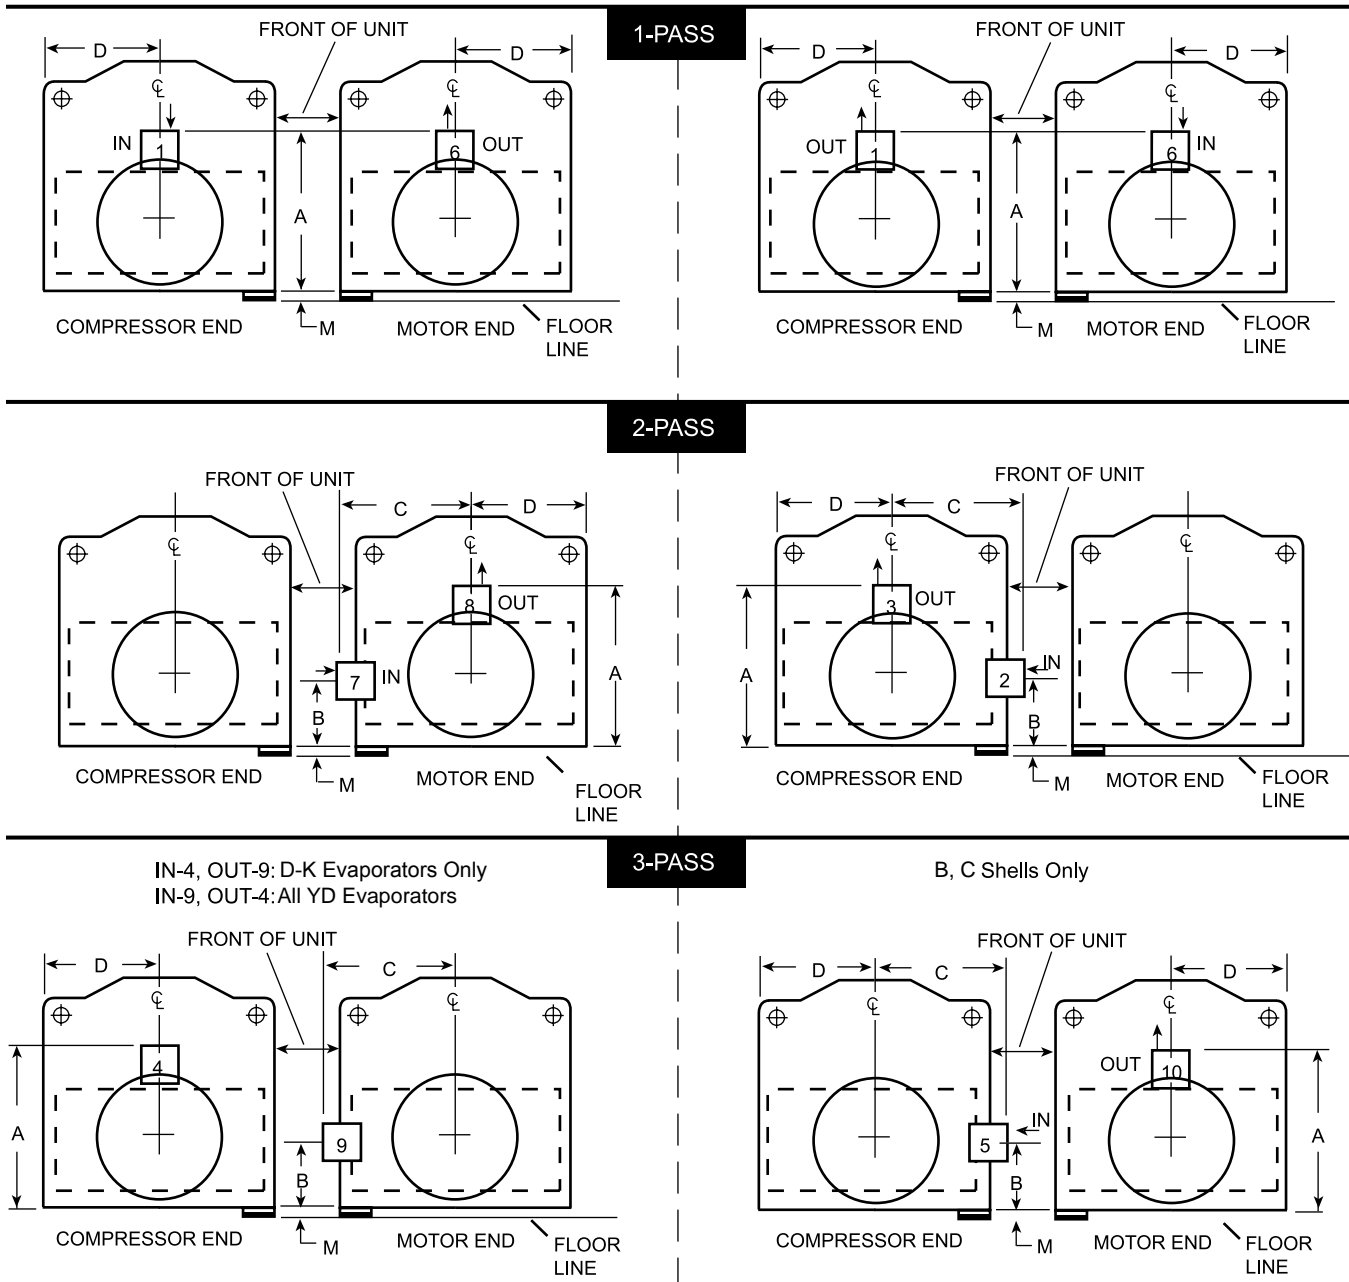 1-PASS
FRONT OF UNIT
D
D
℄
℄
IN
1
6
OUT
A
COMPRESSOR END
M
MOTOR END
FLOOR
LINE
FRONT OF UNIT
D
D
℄
℄
OUT
1
6
IN
A
COMPRESSOR END
M
MOTOR END
FLOOR
LINE
2-PASS
FRONT OF UNIT
C
D
℄
℄
8
OUT
7
IN
A
B
COMPRESSOR END
M
MOTOR END
FLOOR
LINE
FRONT OF UNIT
D
C
℄
℄
3
OUT
A
IN
2
B
COMPRESSOR END
M
MOTOR END
FLOOR
LINE
3-PASS
IN-4, OUT-9: D-K Evaporators Only
IN-9, OUT-4: All YD Evaporators
FRONT OF UNIT
D
C
℄
℄
4
A
9
B
COMPRESSOR END
M
MOTOR END
FLOOR
LINE
B, C Shells Only
FRONT OF UNIT
D
C
D
℄
℄
OUT
10
IN
5
A
B
COMPRESSOR END
M
MOTOR END
FLOOR
LINE